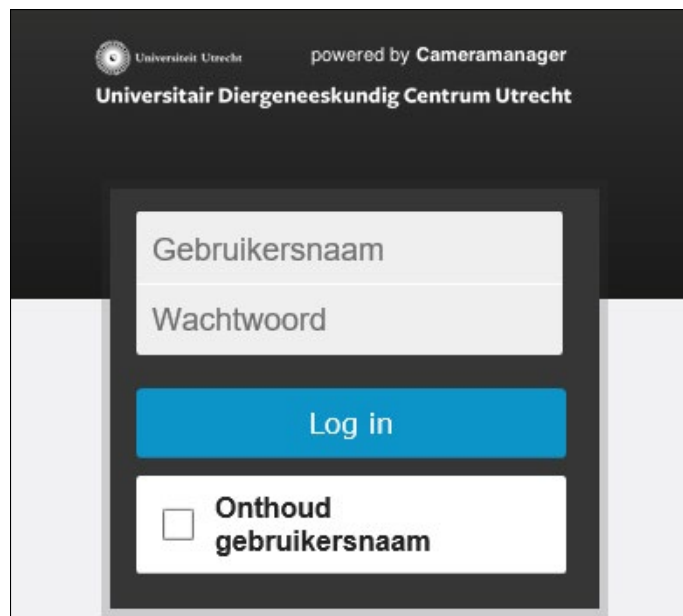 Universiteit Utrecht powered by Cameramanager
Universitair Diergeneeskundig Centrum Utrecht
Gebruikersnaam
Wachtwoord
Log in
Onthoud
gebruikersnaam